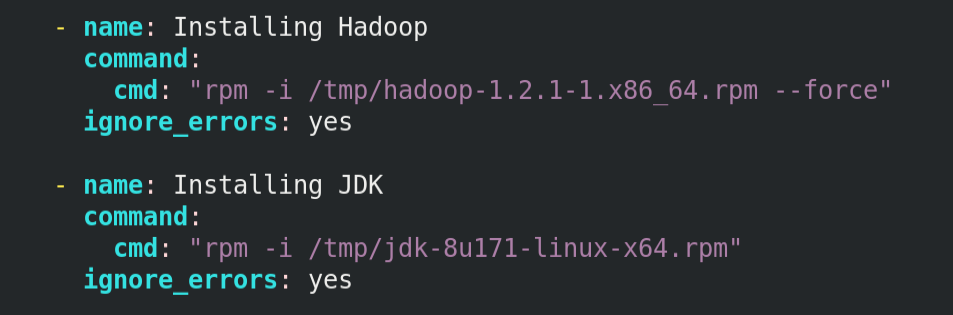 - name: Installing Hadoop
  command:
    cmd: "rpm -i /tmp/hadoop-1.2.1-1.x86_64.rpm --force"
  ignore_errors: yes

- name: Installing JDK
  command:
    cmd: "rpm -i /tmp/jdk-8u171-linux-x64.rpm"
  ignore_errors: yes